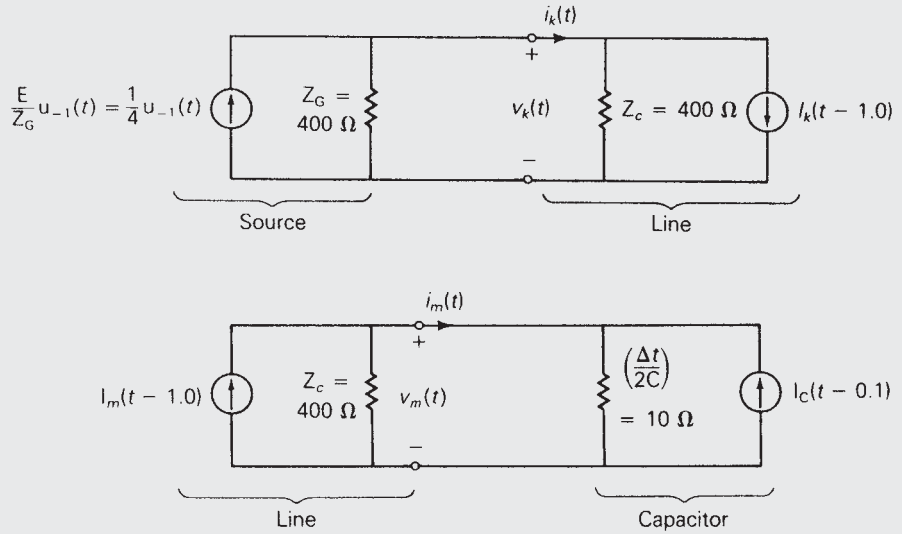 i_k(t)
+
E/Z_G u_{-1}(t) = 1/4 u_{-1}(t)
Z_G =
400 Ω
v_k(t)
Z_c = 400 Ω
I_k(t − 1.0)
−
Source
Line
i_m(t)
+
I_m(t − 1.0)
Z_c =
400 Ω
v_m(t)
(Δt/2C)
= 10 Ω
I_C(t − 0.1)
−
Line
Capacitor